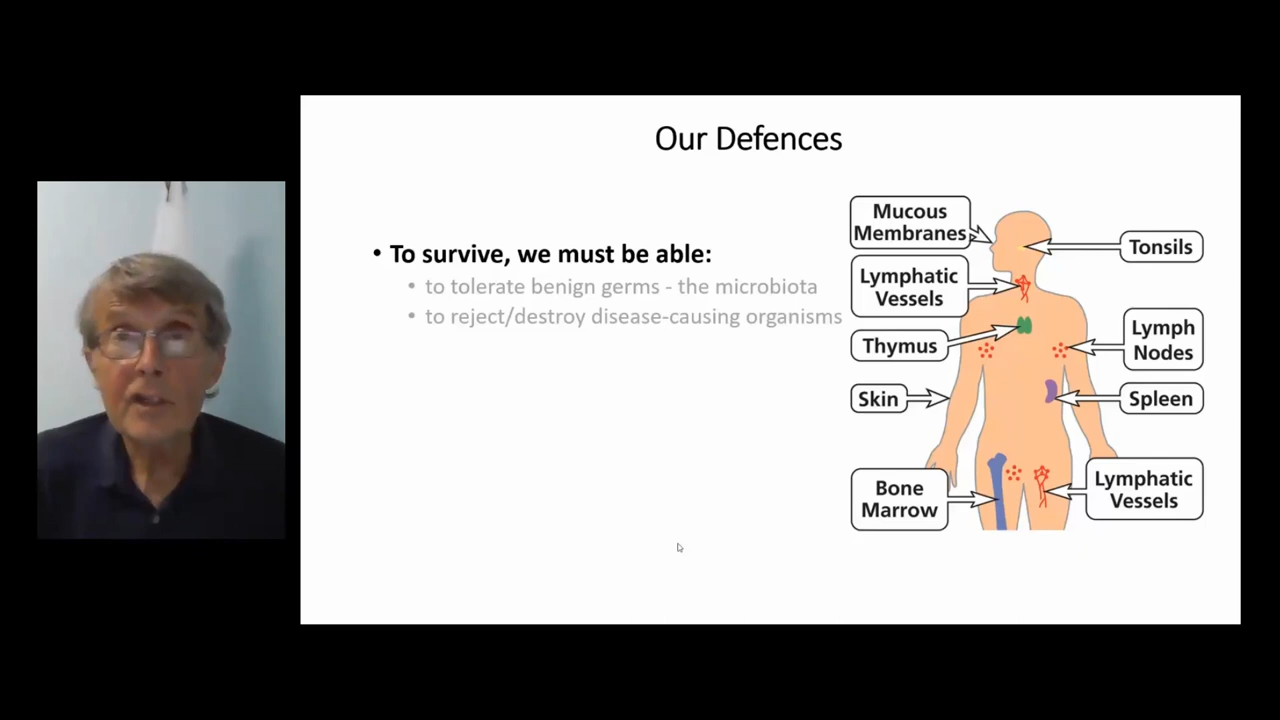 Our Defences
• To survive, we must be able:
• to tolerate benign germs - the microbiota
• to reject/destroy disease-causing organisms
Mucous
Membranes
Tonsils
Lymphatic
Vessels
Thymus
Lymph
Nodes
Skin
Spleen
Bone
Marrow
Lymphatic
Vessels